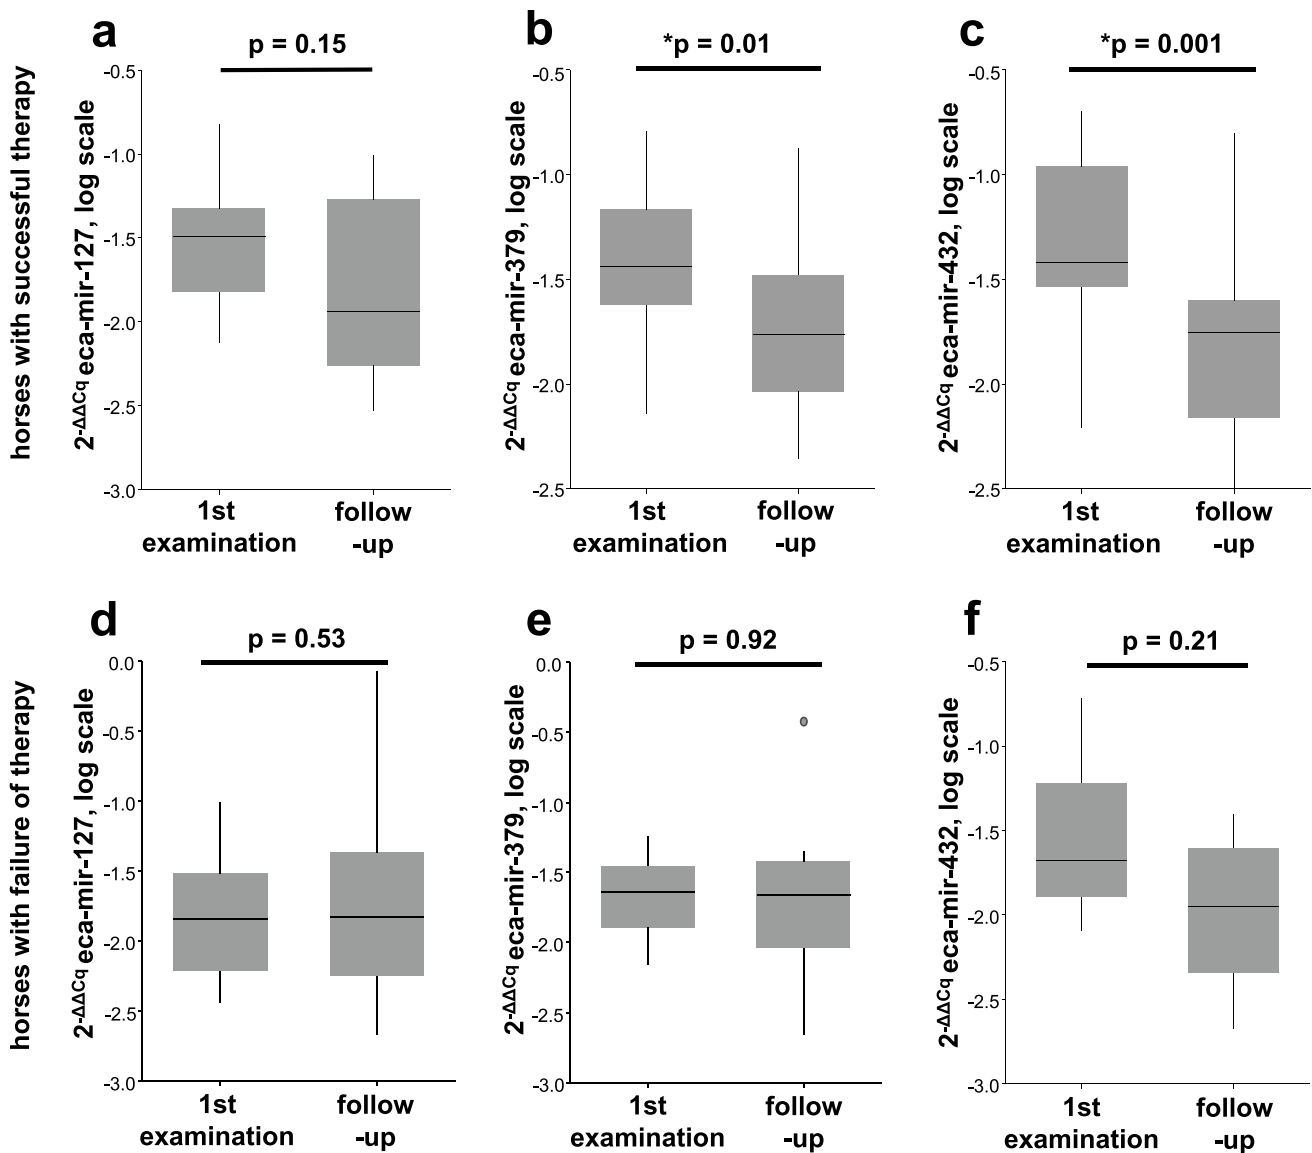 horses with successful therapy
a
p = 0.15
2-ΔΔCq eca-mir-127, log scale
-0.5
-1.0
-1.5
-2.0
-2.5
-3.0
1st
examination
follow
-up
b
*p = 0.01
2-ΔΔCq eca-mir-379, log scale
-0.5
-1.0
-1.5
-2.0
-2.5
1st
examination
follow
-up
c
*p = 0.001
2-ΔΔCq eca-mir-432, log scale
-0.5
-1.0
-1.5
-2.0
-2.5
1st
examination
follow
-up
horses with failure of therapy
d
p = 0.53
2-ΔΔCq eca-mir-127, log scale
0.0
-0.5
-1.0
-1.5
-2.0
-2.5
-3.0
1st
examination
follow
-up
e
p = 0.92
2-ΔΔCq eca-mir-379, log scale
0.0
-0.5
-1.0
-1.5
-2.0
-2.5
-3.0
1st
examination
follow
-up
f
p = 0.21
2-ΔΔCq eca-mir-432, log scale
-0.5
-1.0
-1.5
-2.0
-2.5
-3.0
1st
examination
follow
-up